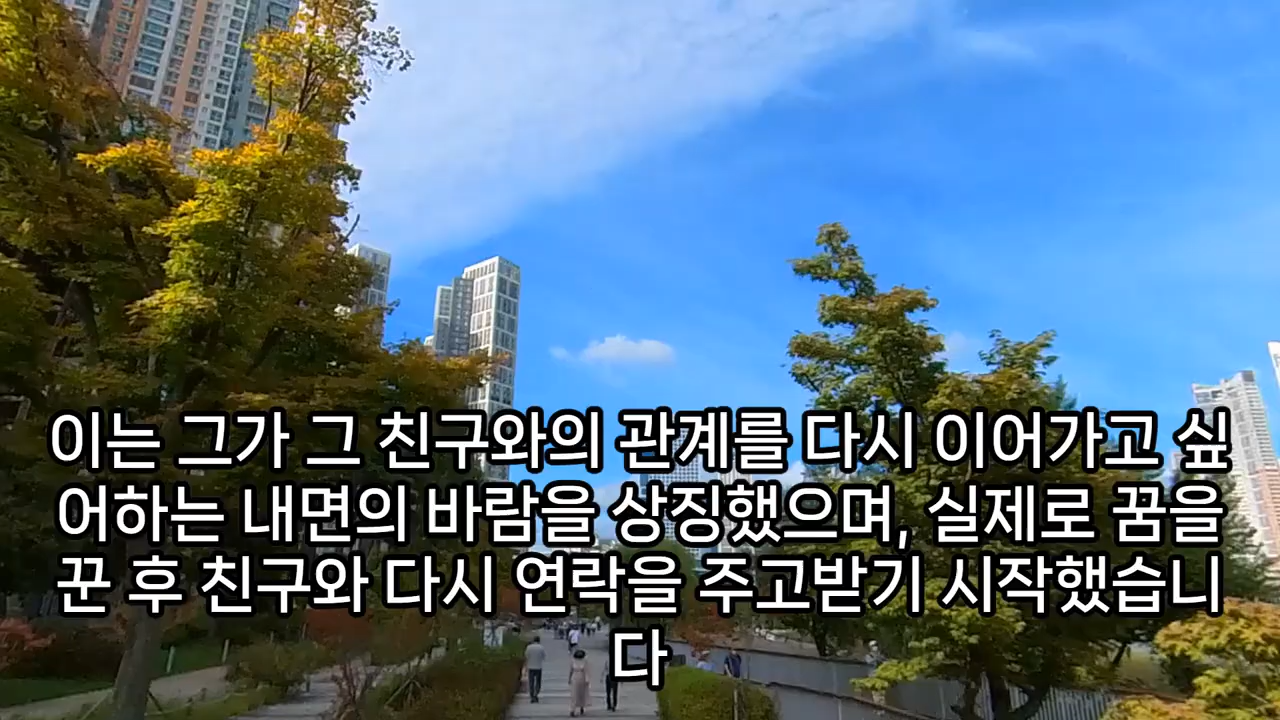 이는 그가 그 친구와의 관계를 다시 이어가고 싶
어하는 내면의 바람을 상징했으며, 실제로 꿈을
꾼 후 친구와 다시 연락을 주고받기 시작했습니
다